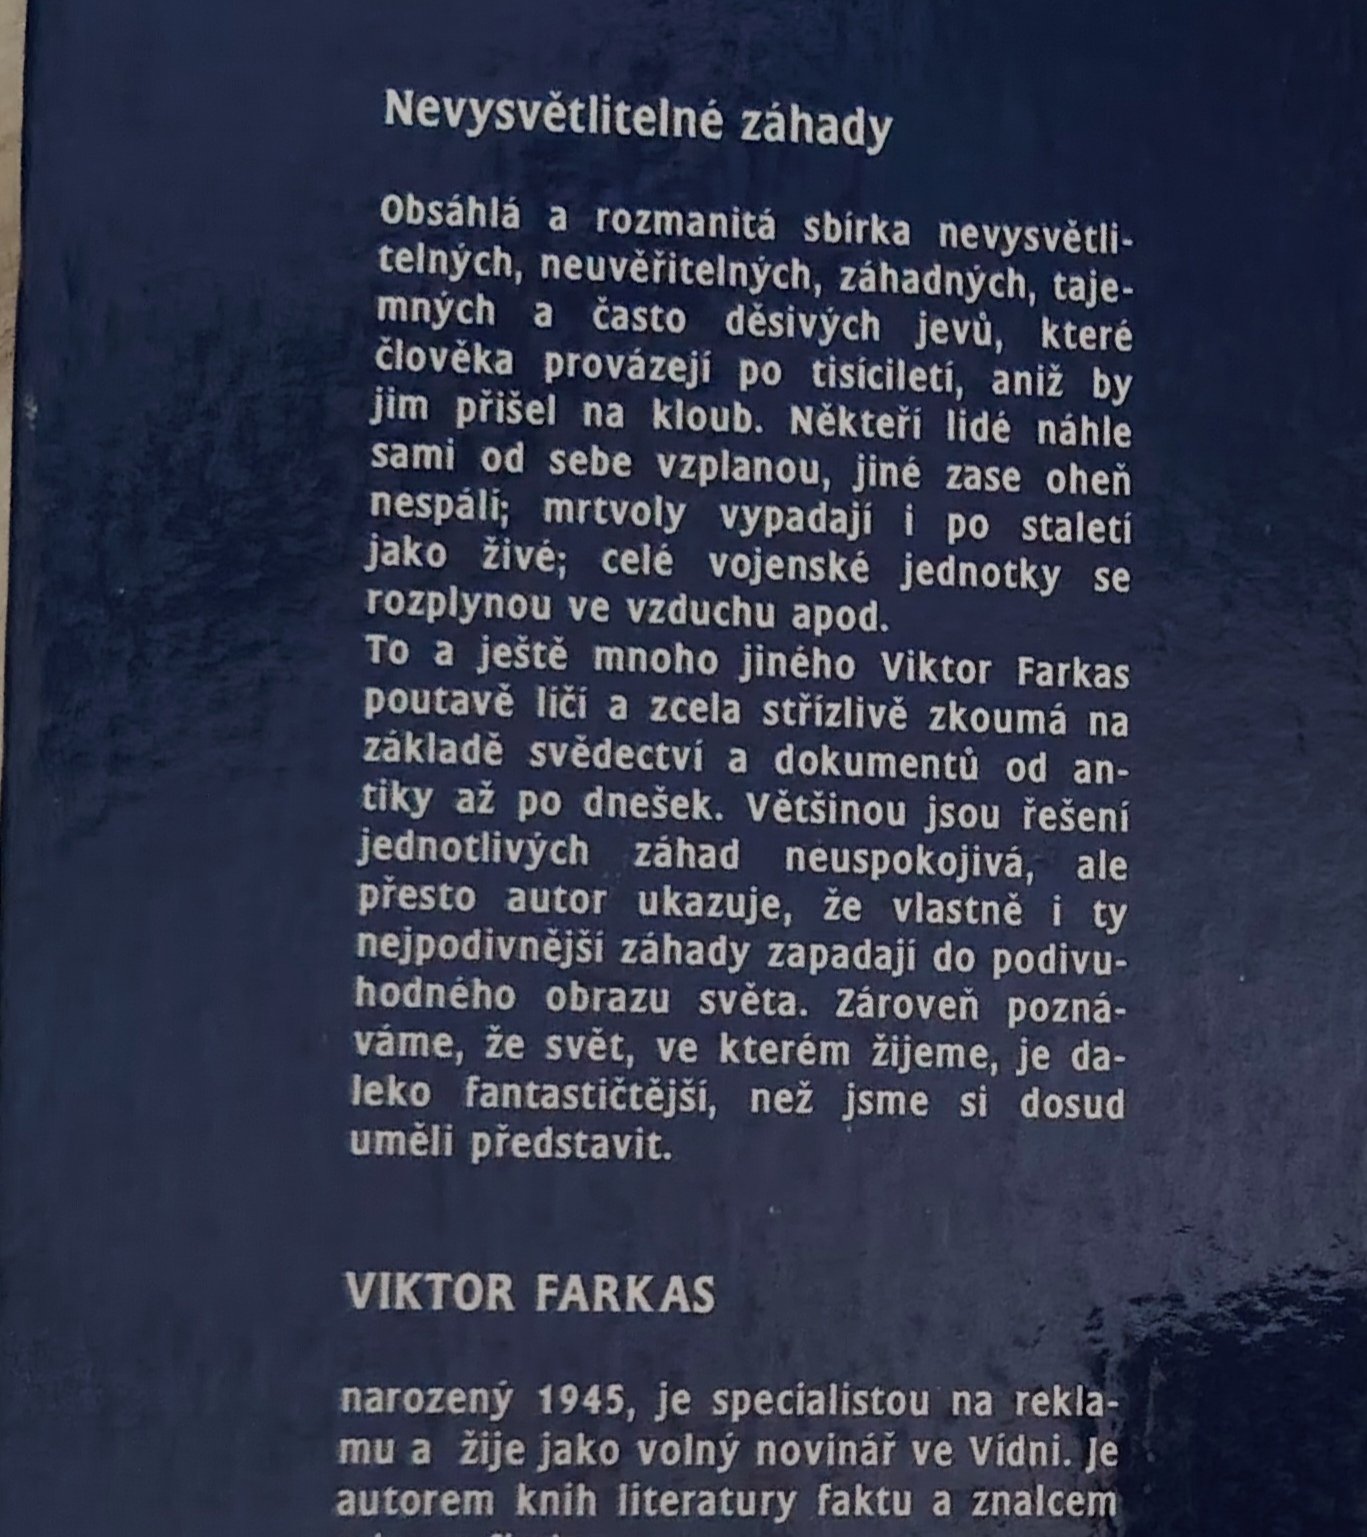 Nevysvětlitelné záhady
Obsáhlá a rozmanitá sbírka nevysvětli-
telných, neuvěřitelných, záhadných, taje-
mných a často děsivých jevů, které
člověka provázejí po tisíciletí, aniž by
jim přišel na kloub. Někteří lidé náhle
sami od sebe vzplanou, jiné zase oheň
nespálí; mrtvoly vypadají i po staletí
jako živé; celé vojenské jednotky se
rozplynou ve vzduchu apod.
To a ještě mnoho jiného Viktor Farkas
poutavě líčí a zcela střízlivě zkoumá na
základě svědectví a dokumentů od an-
tiky až po dnešek. Většinou jsou řešení
jednotlivých záhad neuspokojivá, ale
přesto autor ukazuje, že vlastně i ty
nejpodivnější záhady zapadají do podivu-
hodného obrazu světa. Zároveň pozná-
váme, že svět, ve kterém žijeme, je da-
leko fantastičtější, než jsme si dosud
uměli představit.
VIKTOR FARKAS
narozený 1945, je specialistou na rekla-
mu a žije jako volný novinář ve Vídni. Je
autorem knih literatury faktu a znalcem